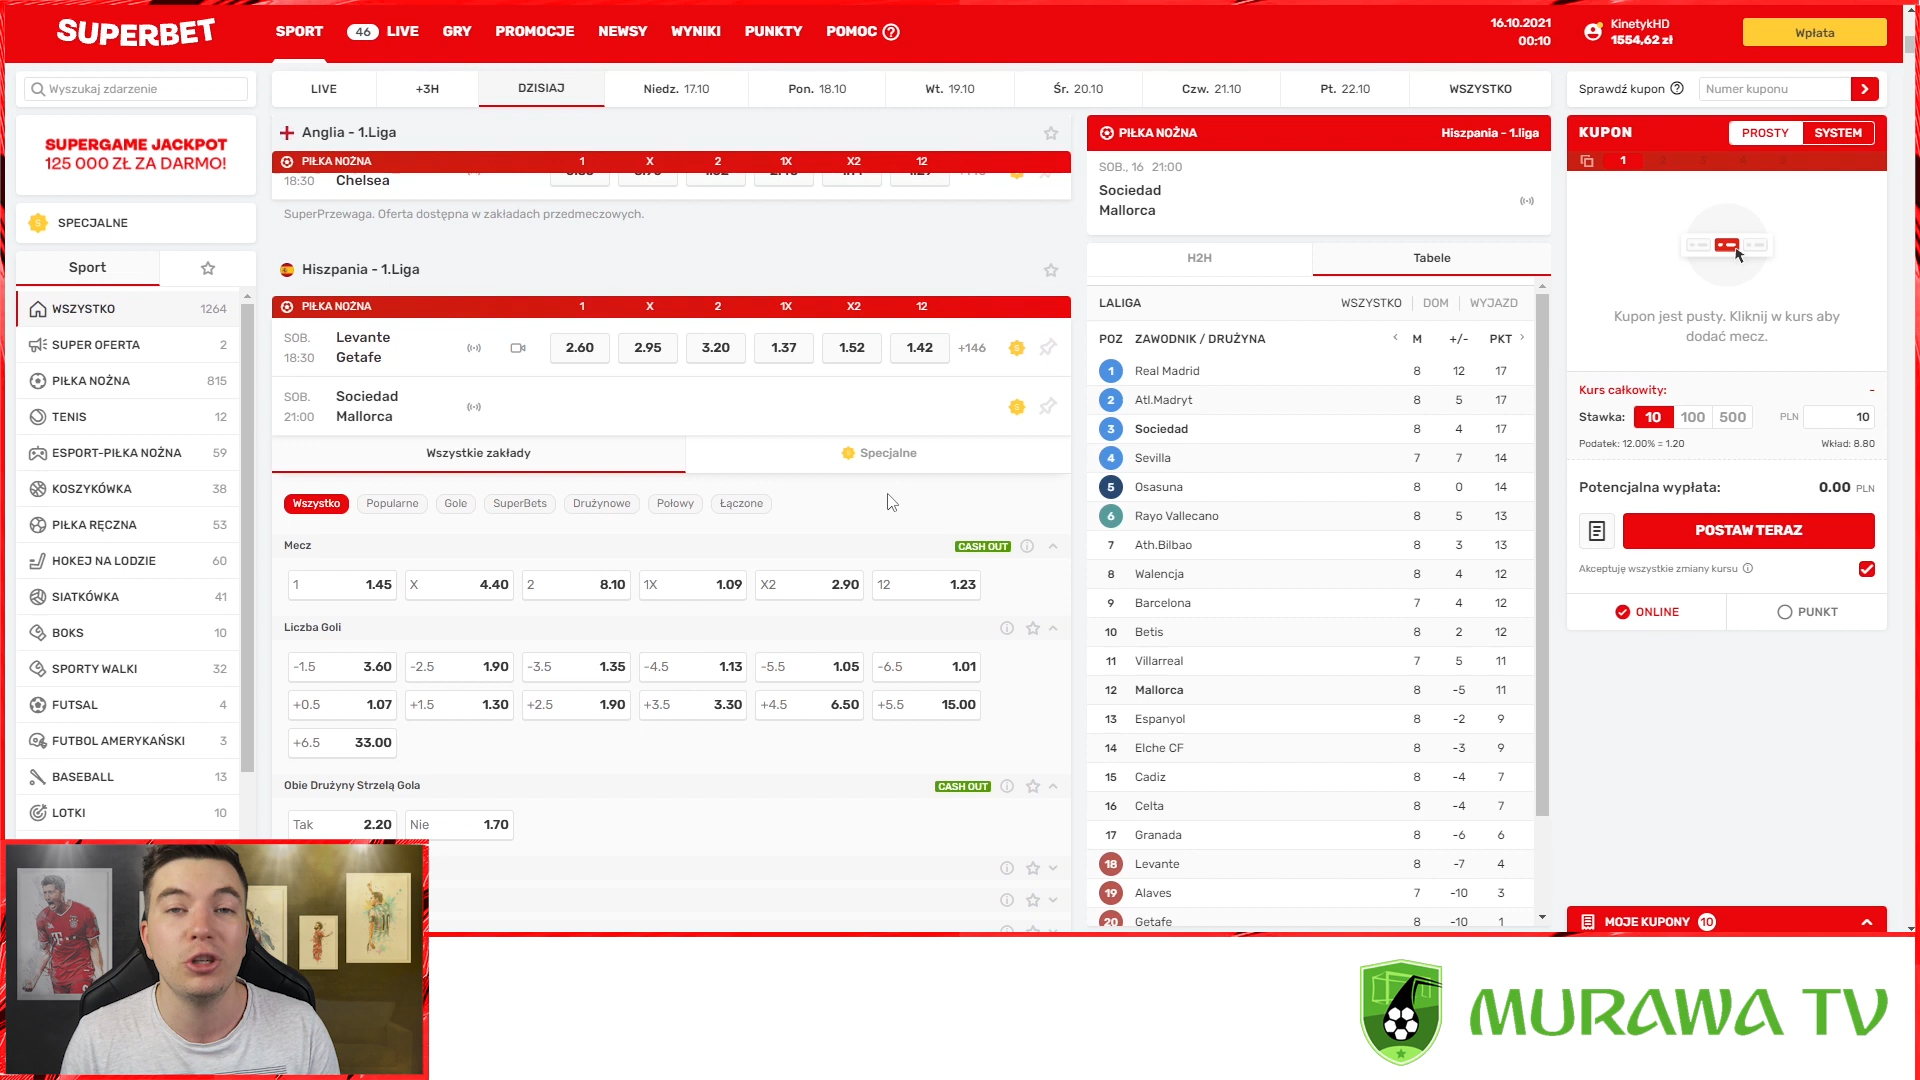 SUPERBET
SPORT
46 LIVE
GRY
PROMOCJE
NEWSY
WYNIKI
PUNKTY
POMOC ?
16.10.2021
00:10
KinetykHD
1554,62 zł
Wpłata
Wyszukaj zdarzenie
SUPERGAME JACKPOT
125 000 ZŁ ZA DARMO!
SPECJALNE
Sport
WSZYSTKO 1264
SUPER OFERTA 2
PIŁKA NOŻNA 815
TENIS 12
ESPORT-PIŁKA NOŻNA 59
KOSZYKÓWKA 38
PIŁKA RĘCZNA 53
HOKEJ NA LODZIE 60
SIATKÓWKA 41
BOKS 10
SPORTY WALKI 32
FUTSAL 4
FUTBOL AMERYKAŃSKI 3
BASEBALL 13
LOTKI 10
LIVE
+3H
DZISIAJ
Niedz. 17.10
Pon. 18.10
Wt. 19.10
Śr. 20.10
Czw. 21.10
Pt. 22.10
WSZYSTKO
Anglia - 1.Liga
PIŁKA NOŻNA 1 X 2 1X X2 12
18:30 Chelsea
SuperPrzewaga. Oferta dostępna w zakładach przedmeczowych.
Hiszpania - 1.Liga
PIŁKA NOŻNA 1 X 2 1X X2 12
SOB. 18:30 Levante Getafe 2.60 2.95 3.20 1.37 1.52 1.42 +146
SOB. 21:00 Sociedad Mallorca
Wszystkie zakłady
Specjalne
Wszystko Popularne Gole SuperBets Drużynowe Połowy Łączone
Mecz CASH OUT
1 1.45 X 4.40 2 8.10 1X 1.09 X2 2.90 12 1.23
Liczba Goli
-1.5 3.60 -2.5 1.90 -3.5 1.35 -4.5 1.13 -5.5 1.05 -6.5 1.01
+0.5 1.07 +1.5 1.30 +2.5 1.90 +3.5 3.30 +4.5 6.50 +5.5 15.00
+6.5 33.00
Obie Drużyny Strzelą Gola CASH OUT
Tak 2.20 Nie 1.70
PIŁKA NOŻNA Hiszpania - 1.liga
SOB., 16 21:00
Sociedad
Mallorca
H2H
Tabele
LALIGA WSZYSTKO DOM WYJAZD
POZ ZAWODNIK / DRUŻYNA M +/- PKT
1 Real Madrid 8 12 17
2 Atl.Madryt 8 5 17
3 Sociedad 8 4 17
4 Sevilla 7 7 14
5 Osasuna 8 0 14
6 Rayo Vallecano 8 5 13
7 Ath.Bilbao 8 3 13
8 Walencja 8 4 12
9 Barcelona 7 4 12
10 Betis 8 2 12
11 Villarreal 7 5 11
12 Mallorca 8 -5 11
13 Espanyol 8 -2 9
14 Elche CF 8 -3 9
15 Cadiz 8 -4 7
16 Celta 8 -4 7
17 Granada 8 -6 6
18 Levante 8 -7 4
19 Alaves 7 -10 3
20 Getafe 8 -10 1
Sprawdź kupon ? Numer kuponu
KUPON PROSTY SYSTEM
1
Kupon jest pusty. Kliknij w kurs aby
dodać mecz.
Kurs całkowity: -
Stawka: 10 100 500 PLN 10
Podatek: 12.00% = 1.20 Wkład: 8.80
Potencjalna wypłata: 0.00 PLN
POSTAW TERAZ
Akceptuję wszystkie zmiany kursu
ONLINE PUNKT
MOJE KUPONY 10
MURAWA TV